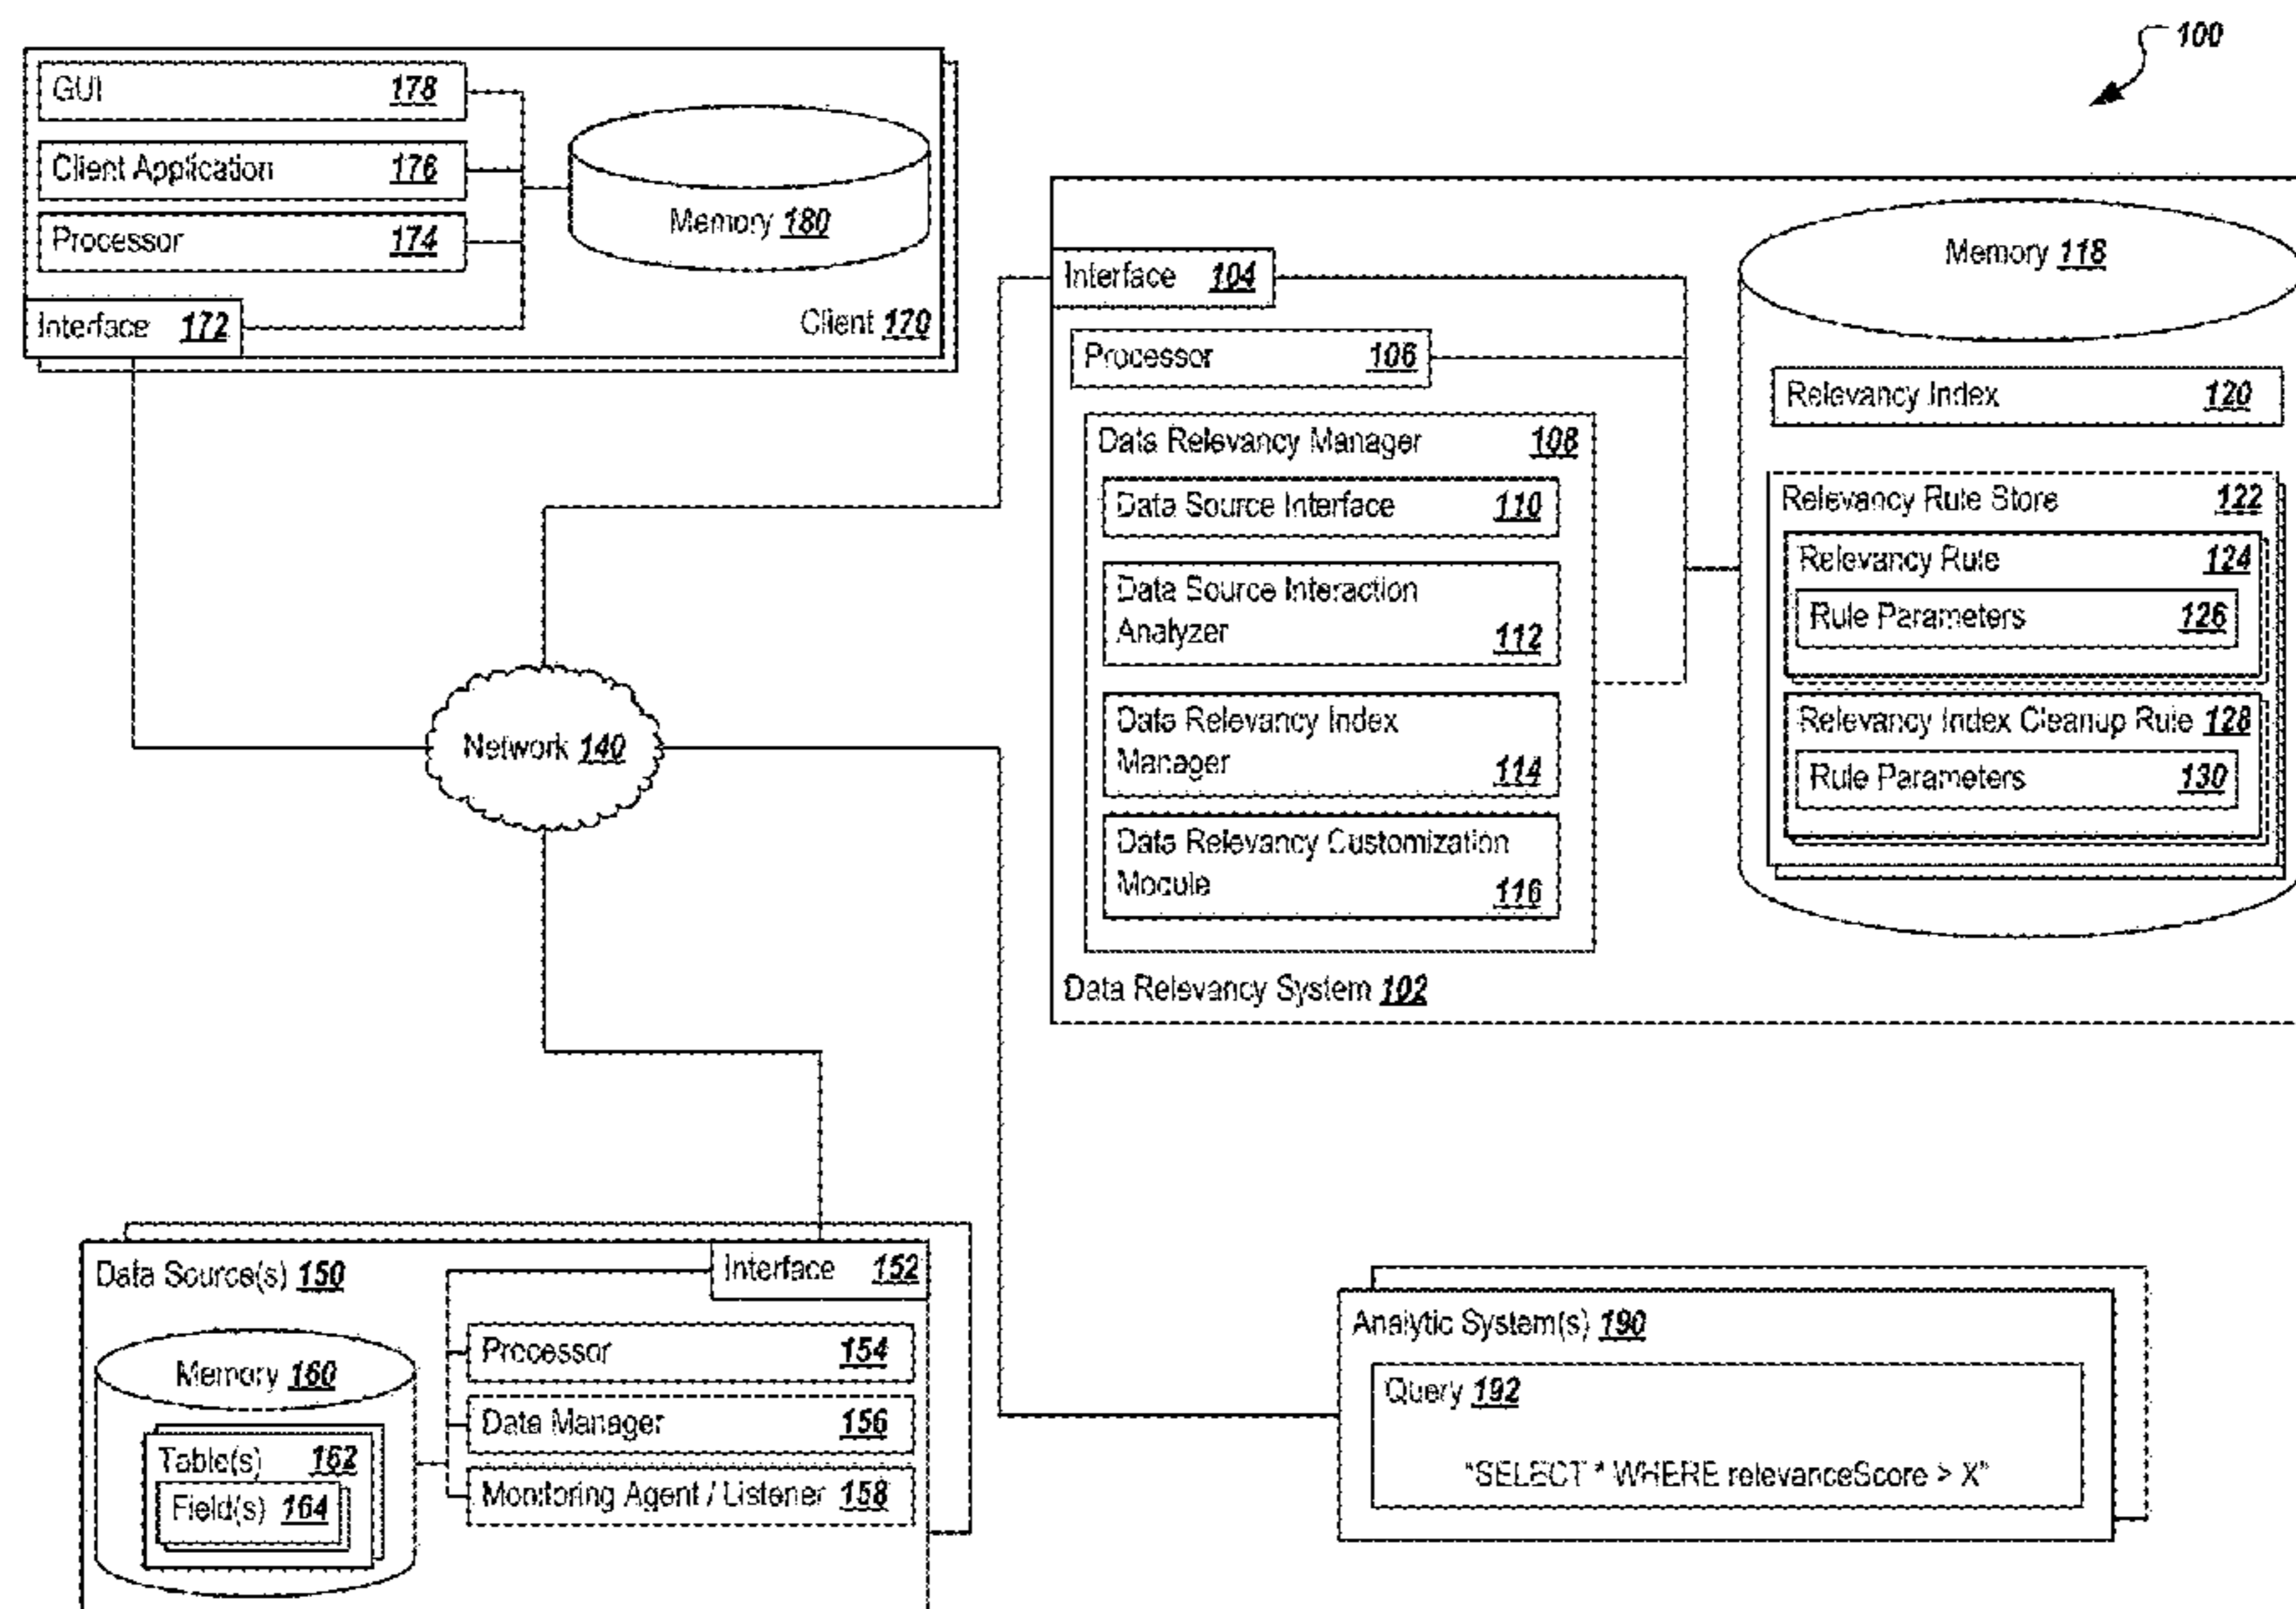 100
GUI 178
Client Application 176
Processor 174
Interface 172
Memory 180
Client 170
Interface 104
Processor 106
Data Relevancy Manager 108
Data Source Interface 110
Data Source Interaction
Analyzer 112
Data Relevancy Index
Manager 114
Data Relevancy Customization
Module 116
Data Relevancy System 102
Memory 118
Relevancy Index 120
Relevancy Rule Store 122
Relevancy Rule 124
Rule Parameters 126
Relevancy Index Cleanup Rule 128
Rule Parameters 130
Network 140
Data Source(s) 150
Interface 152
Memory 160
Table(s) 162
Field(s) 164
Processor 154
Data Manager 156
Monitoring Agent / Listener 158
Analytic System(s) 190
Query 192
"SELECT * WHERE relevanceScore > X"